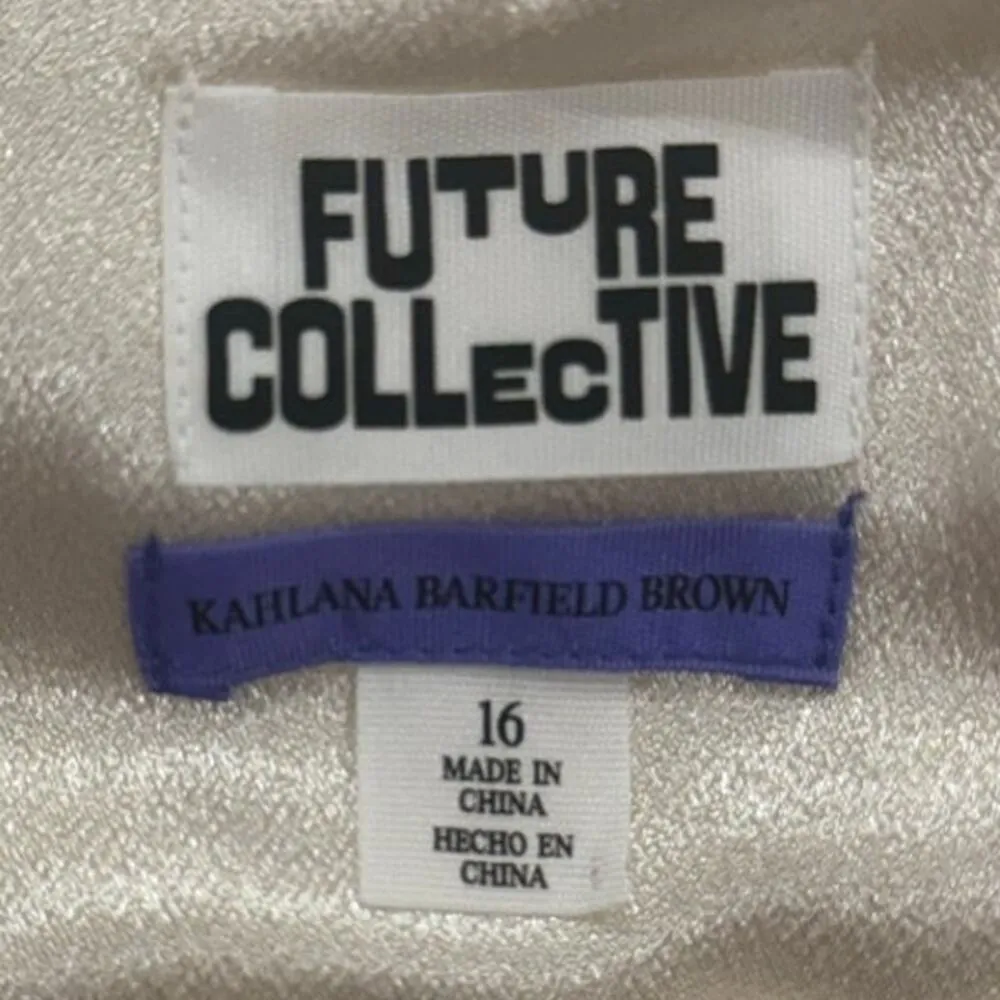 FUTURE
COLLECTIVE
KAHLANA BARFIELD BROWN
16
MADE IN
CHINA
HECHO EN
CHINA